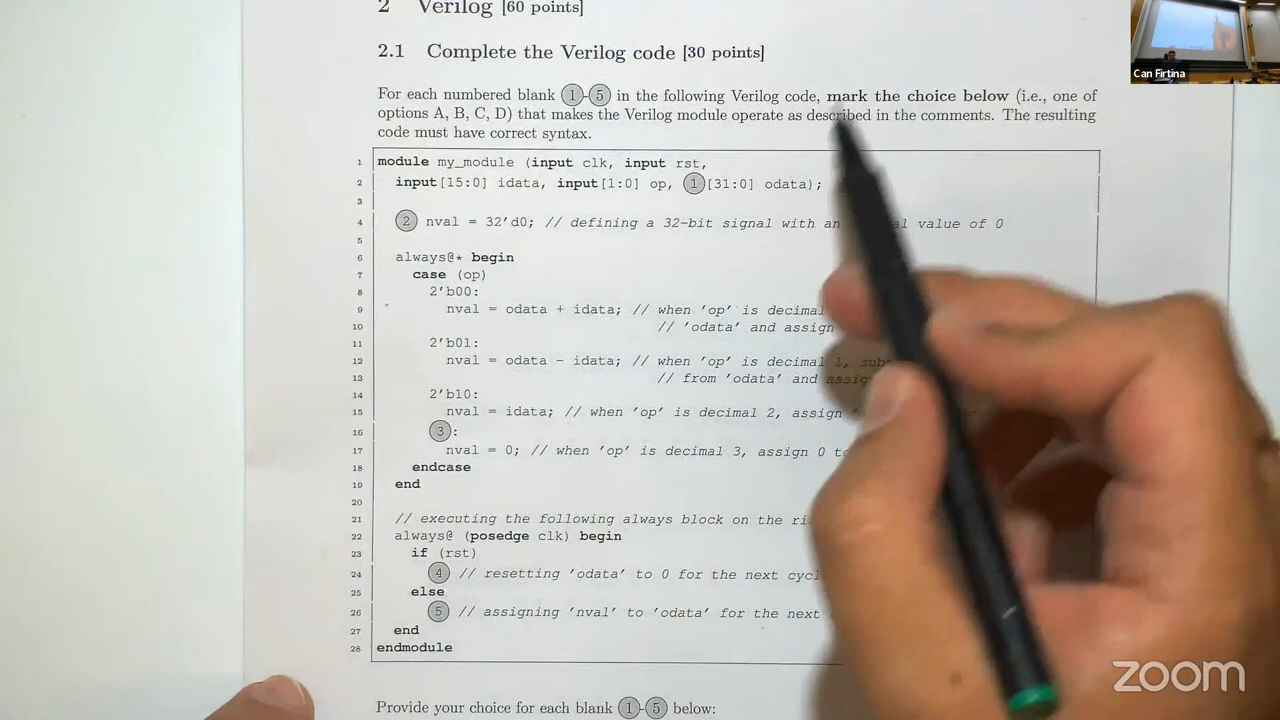 2 Verilog [60 points]
Can Firtina
2.1 Complete the Verilog code [30 points]
For each numbered blank 1-5 in the following Verilog code, mark the choice below (i.e., one of
options A, B, C, D) that makes the Verilog module operate as described in the comments. The resulting
code must have correct syntax.
1 module my_module (input clk, input rst,
2 input[15:0] idata, input[1:0] op, 1[31:0] odata);
3
4 2 nval = 32'd0; // defining a 32-bit signal with an value of 0
5
6 always@* begin
7 case (op)
8 2'b00:
9 nval = odata + idata; // when 'op' is decimal
10 // 'odata' and assign
11 2'b01:
12 nval = odata - idata; // when 'op' is decimal 1,
13 // from 'odata' and
14 2'b10:
15 nval = idata; // when 'op' is decimal 2, assign
16 3:
17 nval = 0; // when 'op' is decimal 3, assign 0
18 endcase
19 end
20
21 // executing the following always block on the
22 always@ (posedge clk) begin
23 if (rst)
24 4 // resetting 'odata' to 0 for the next
25 else
26 5 // assigning 'nval' to 'odata' for the next
27 end
28 endmodule
Provide your choice for each blank 1-5 below:
zoom